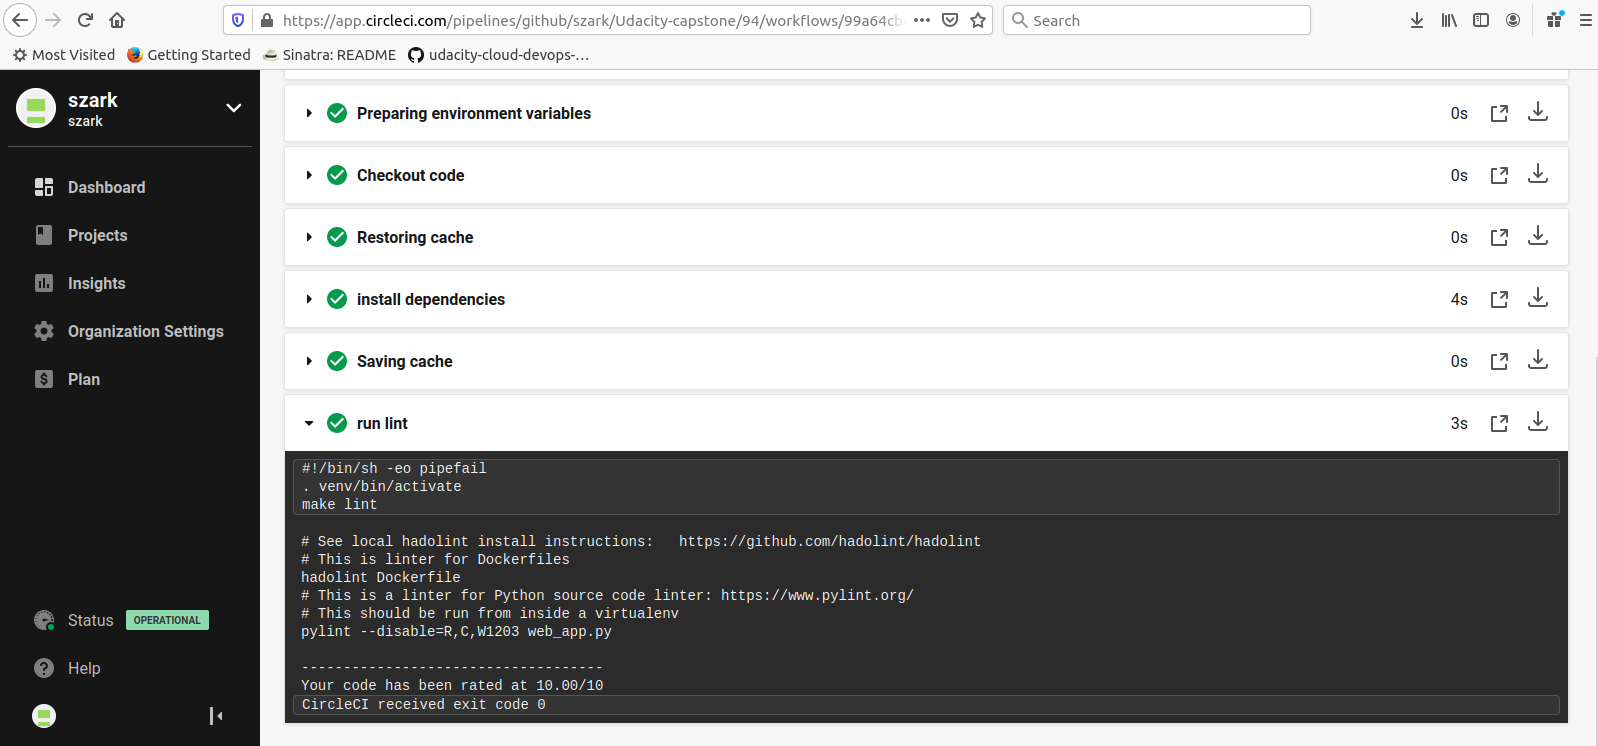 https://app.circleci.com/pipelines/github/szark/Udacity-capstone/94/workflows/99a64cb
Search
Most Visited
Getting Started
Sinatra: README
udacity-cloud-devops-...
szark
szark
Dashboard
Projects
Insights
Organization Settings
Plan
Status
OPERATIONAL
Help
Preparing environment variables
0s
Checkout code
0s
Restoring cache
0s
install dependencies
4s
Saving cache
0s
run lint
3s
#!/bin/sh -eo pipefail
. venv/bin/activate
make lint
# See local hadolint install instructions:   https://github.com/hadolint/hadolint
# This is linter for Dockerfiles
hadolint Dockerfile
# This is a linter for Python source code linter: https://www.pylint.org/
# This should be run from inside a virtualenv
pylint --disable=R,C,W1203 web_app.py
------------------------------------
Your code has been rated at 10.00/10
CircleCI received exit code 0